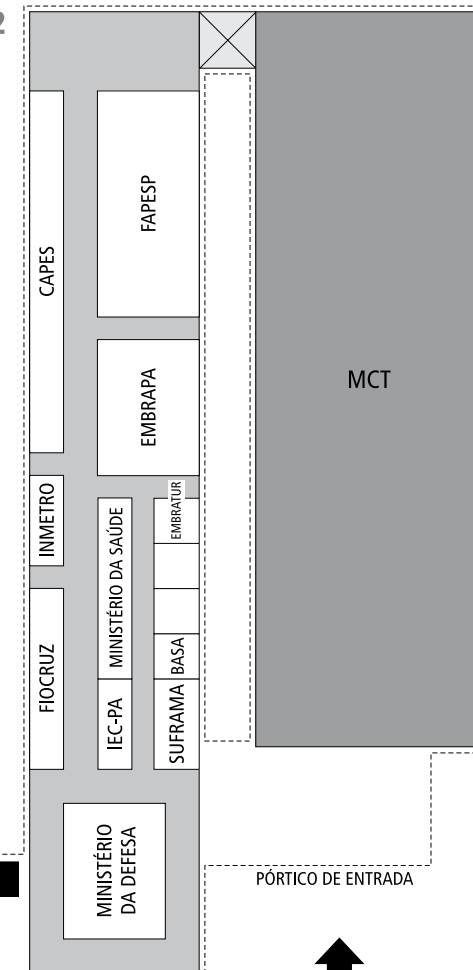 2
CAPES
FAPESP
MCT
EMBRAPA
INMETRO
MINISTÉRIO DA SAÚDE
EMBRATUR
FIOCRUZ
BASA
IEC-PA
SUFRAMA
MINISTÉRIO
DA DEFESA
PÓRTICO DE ENTRADA